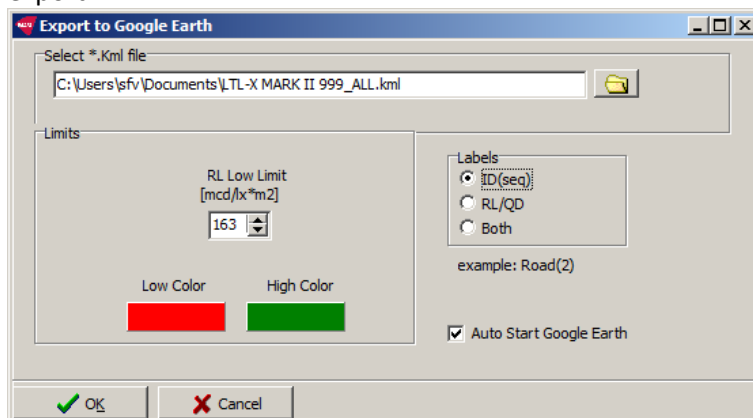 Export to Google Earth
Select *.Kml file
C:\Users\sfv\Documents\LTL-X MARK II 999_ALL.kml
Limits
RL Low Limit
[mcd/lx*m2]
163
Low Color
High Color
Labels
ID(seq)
RL/QD
Both
example: Road(2)
Auto Start Google Earth
OK
Cancel